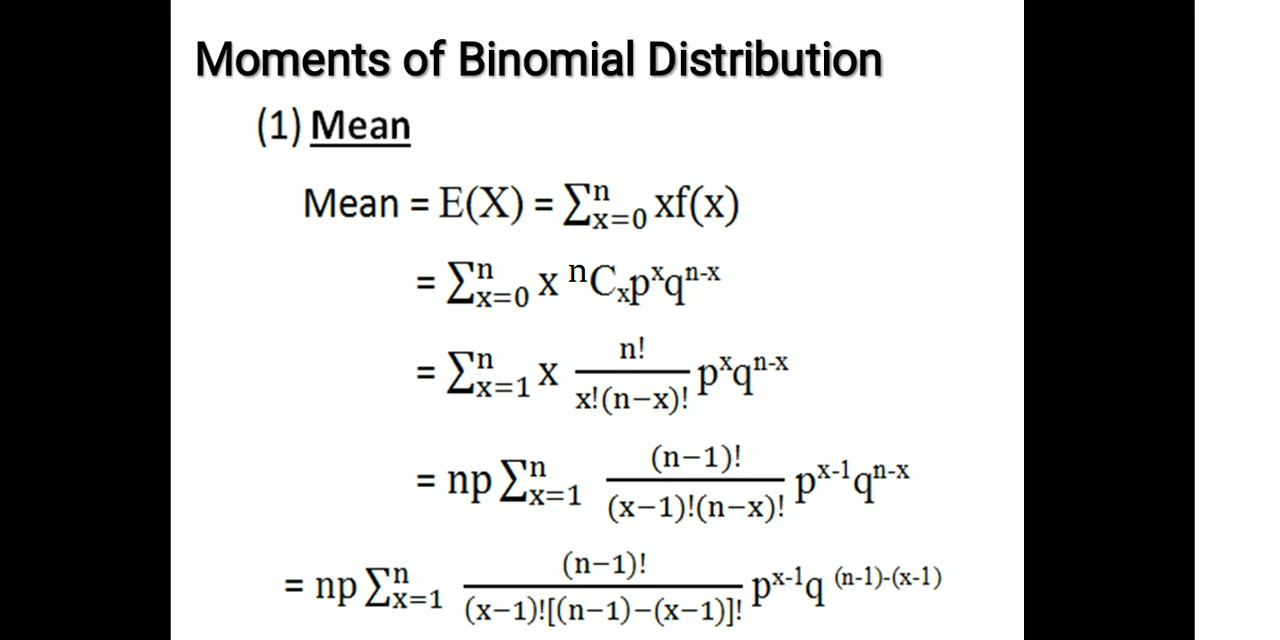 Moments of Binomial Distribution
(1) Mean
Mean = E(X) = ∑ⁿₓ₌₀ xf(x)
= ∑ⁿₓ₌₀ x ⁿCₓpˣqⁿ⁻ˣ
= ∑ⁿₓ₌₁ x n!/x!(n−x)! pˣqⁿ⁻ˣ
= np ∑ⁿₓ₌₁ (n−1)!/(x−1)!(n−x)! pˣ⁻¹qⁿ⁻ˣ
= np ∑ⁿₓ₌₁ (n−1)!/(x−1)![(n−1)−(x−1)]! pˣ⁻¹q ⁽ⁿ⁻¹⁾⁻⁽ˣ⁻¹⁾